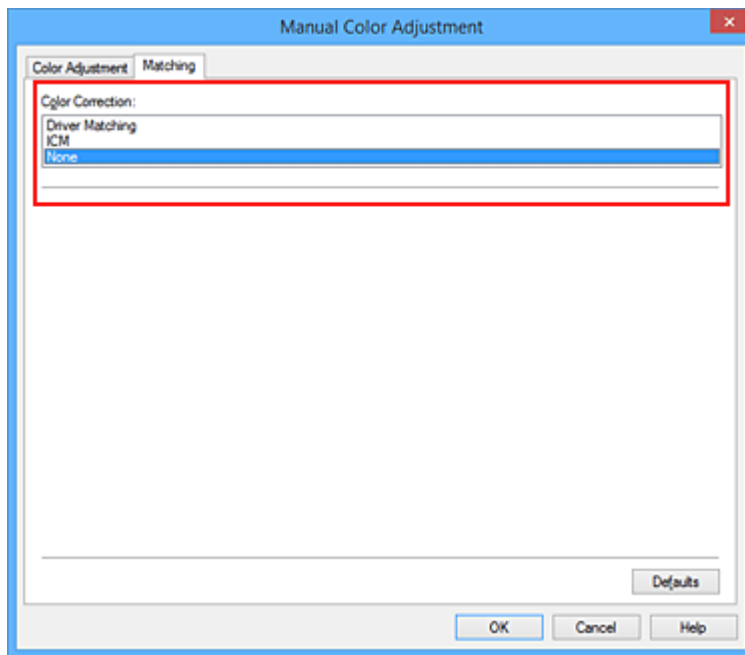 Manual Color Adjustment
Color Adjustment Matching
Color Correction:
Driver Matching
ICM
None
Defaults
OK Cancel Help